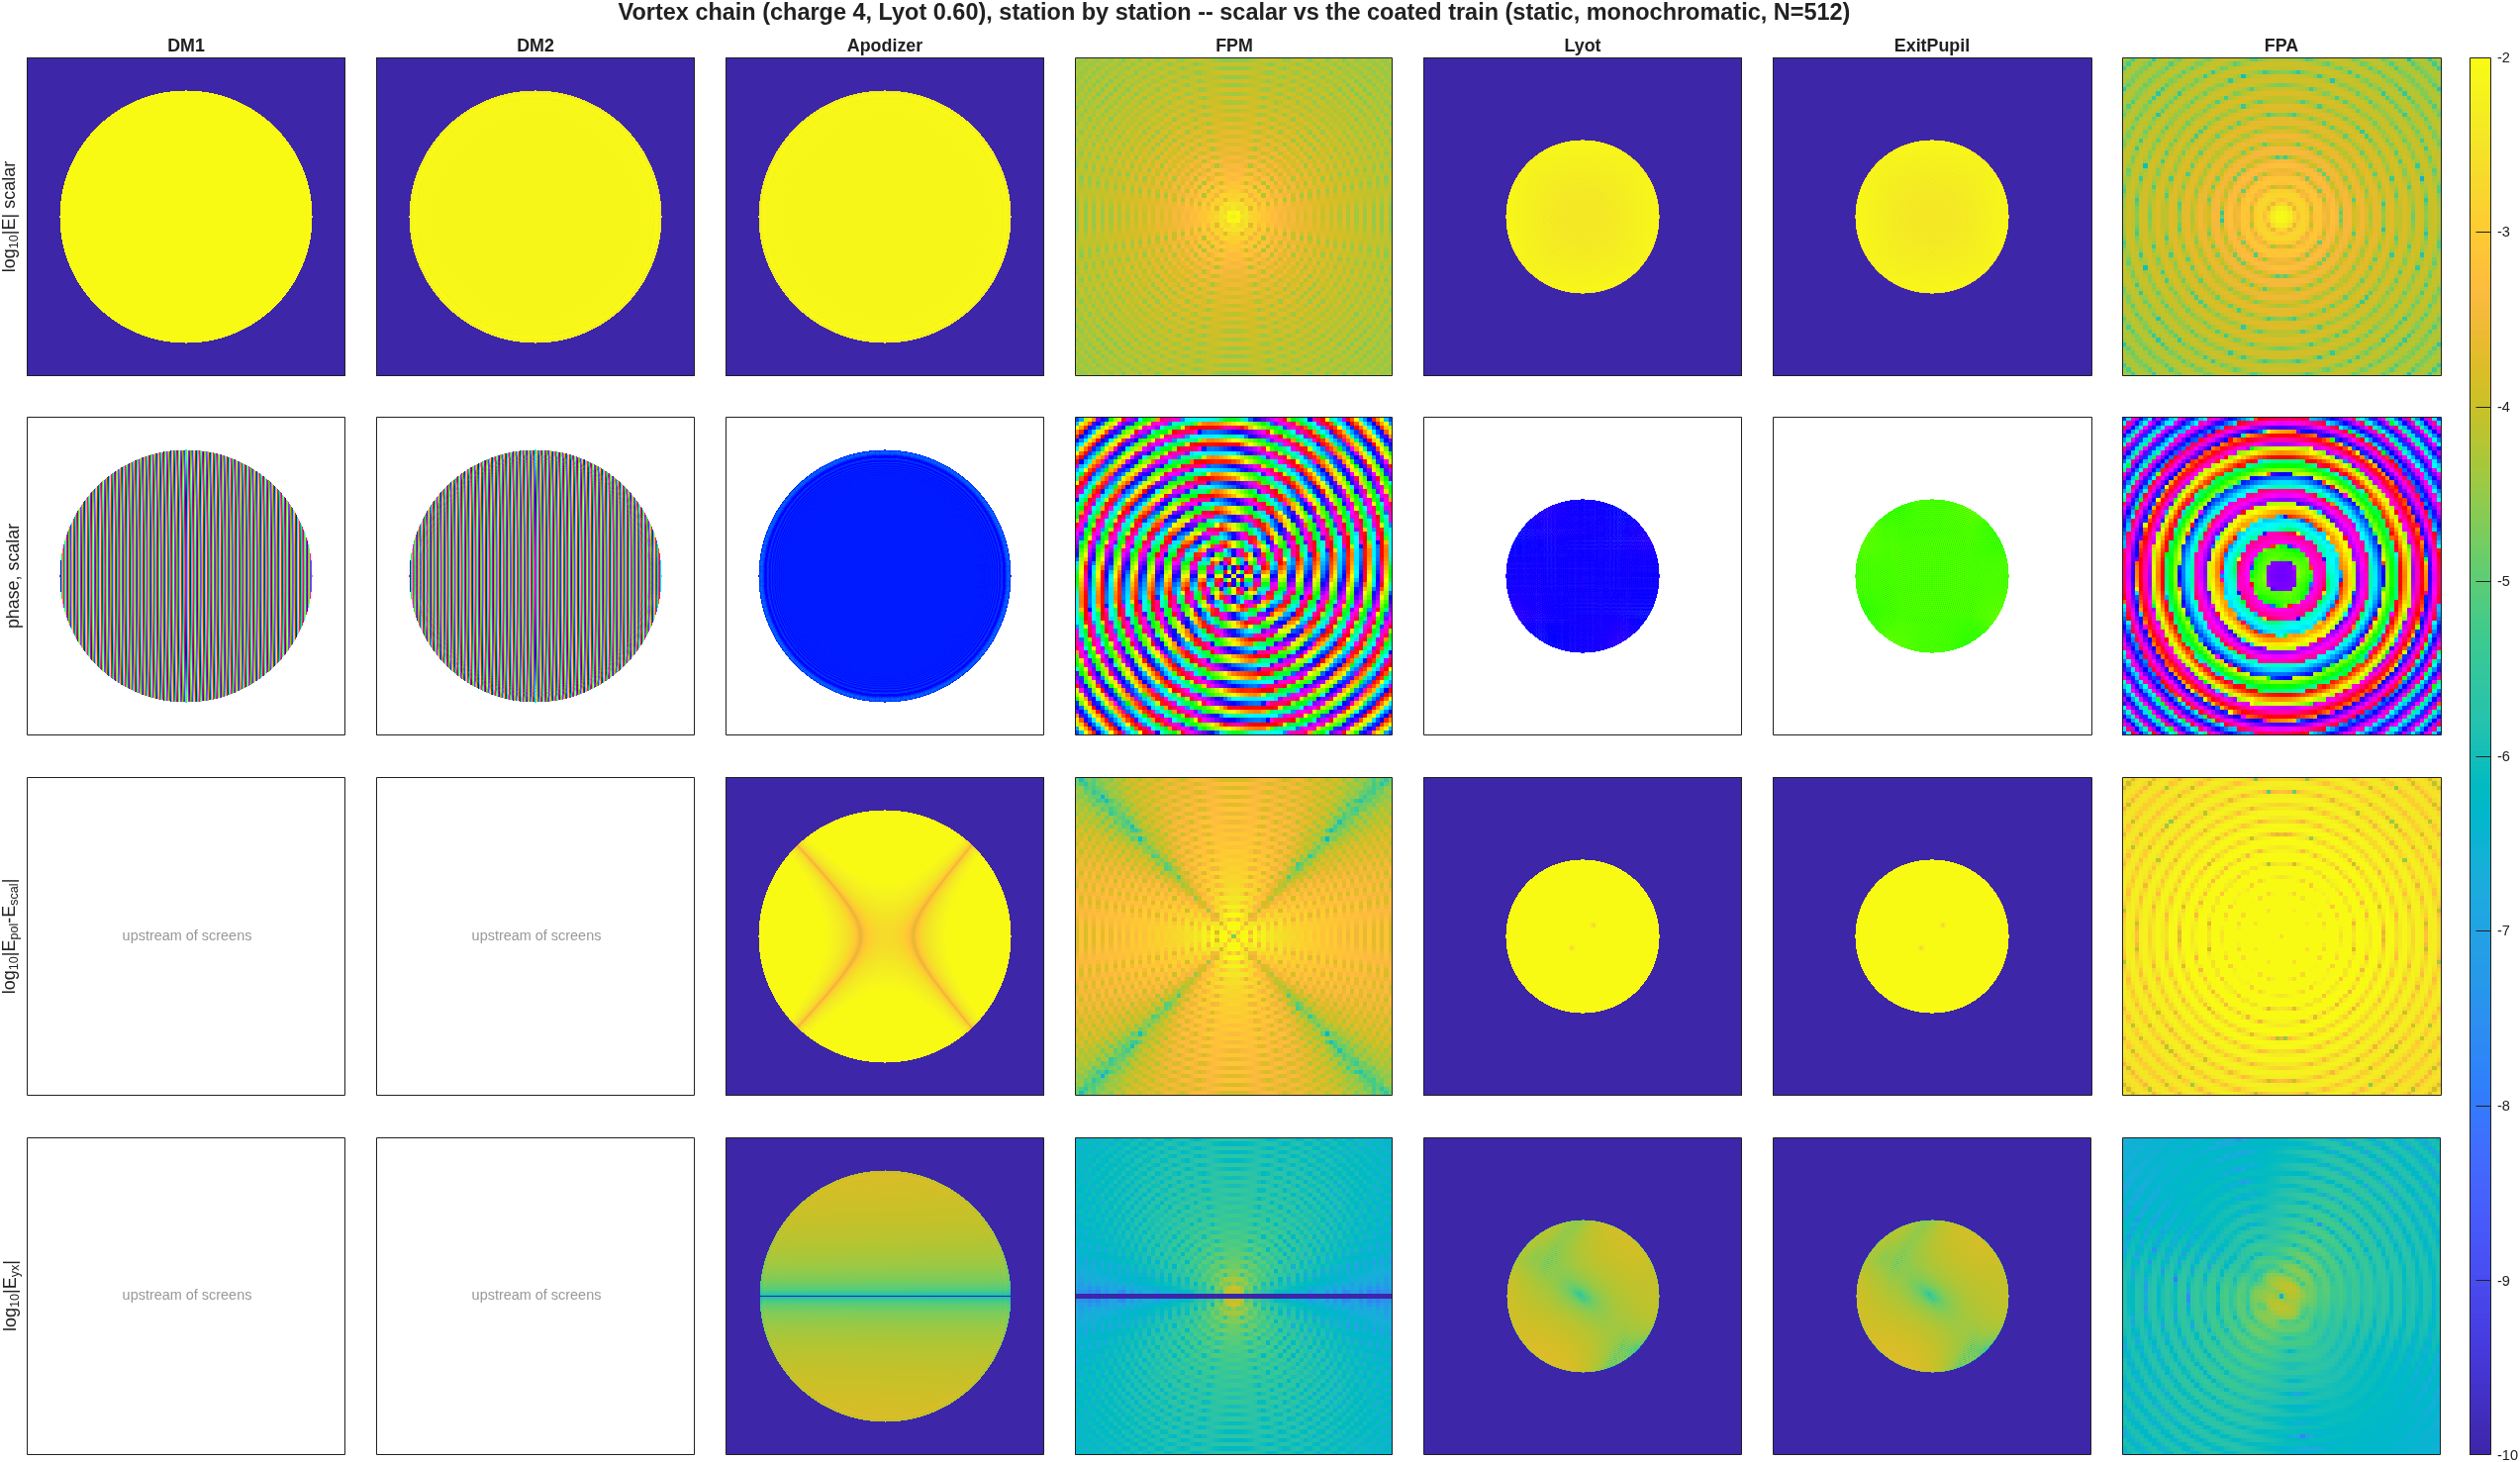 Vortex chain (charge 4, Lyot 0.60), station by station -- scalar vs the coated train (static, monochromatic, N=512)
DM1 DM2 Apodizer FPM Lyot ExitPupil FPA
log10|E| scalar
phase, scalar
log10|Epol-Escal|
upstream of screens upstream of screens
log10|Eyx|
upstream of screens upstream of screens
-2
-3
-4
-5
-6
-7
-8
-9
-10